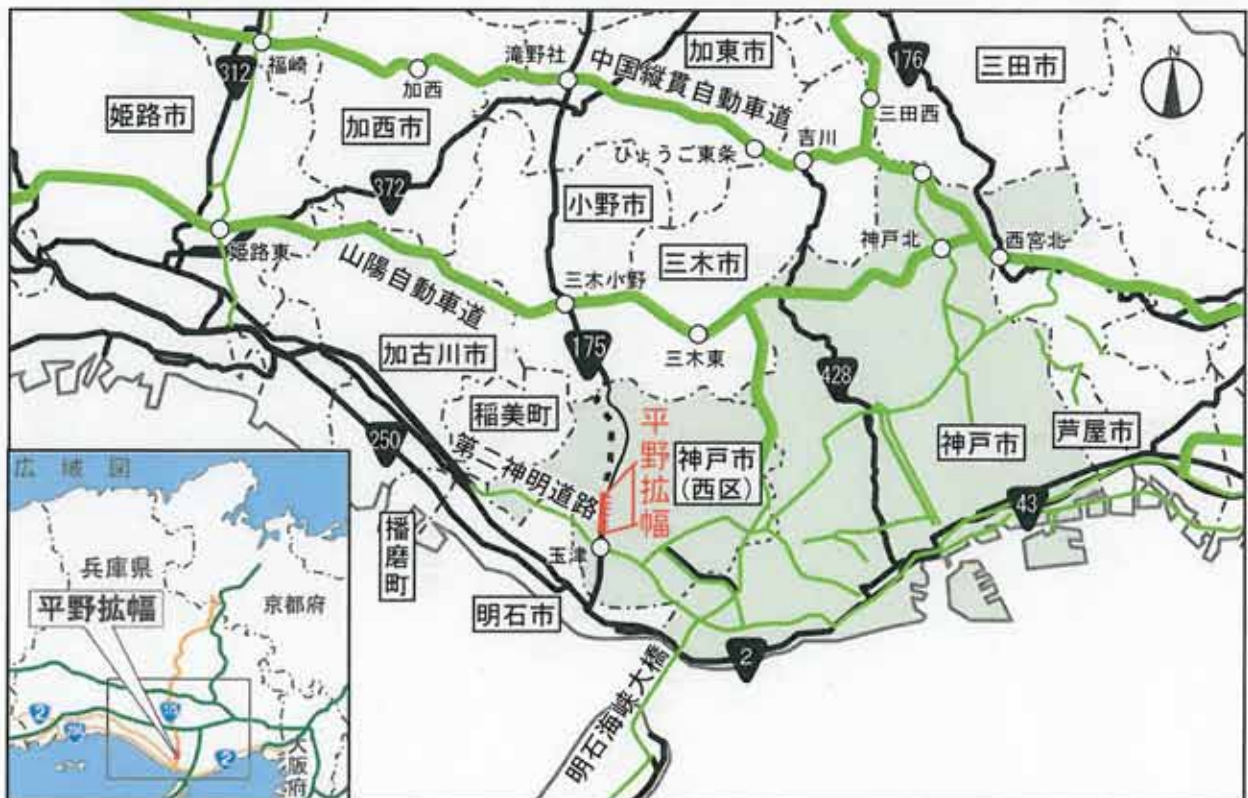 312
福崎
加西
滝野社
加東市
中国縦貫自動車道
176
三田市
N
姫路市
加西市
372
ひょうご東条
吉川
三田西
小野市
姫路東
山陽自動車道
三木小野
三木市
神戸北
西宮北
加古川市
175
三木東
428
稲美町
250
第二神明道路
平野拡幅
神戸市
(西区)
神戸市
芦屋市
43
播磨町
玉津
明石市
明石海峡大橋
2
広域図
兵庫県
京都府
平野拡幅
2
2
大阪府